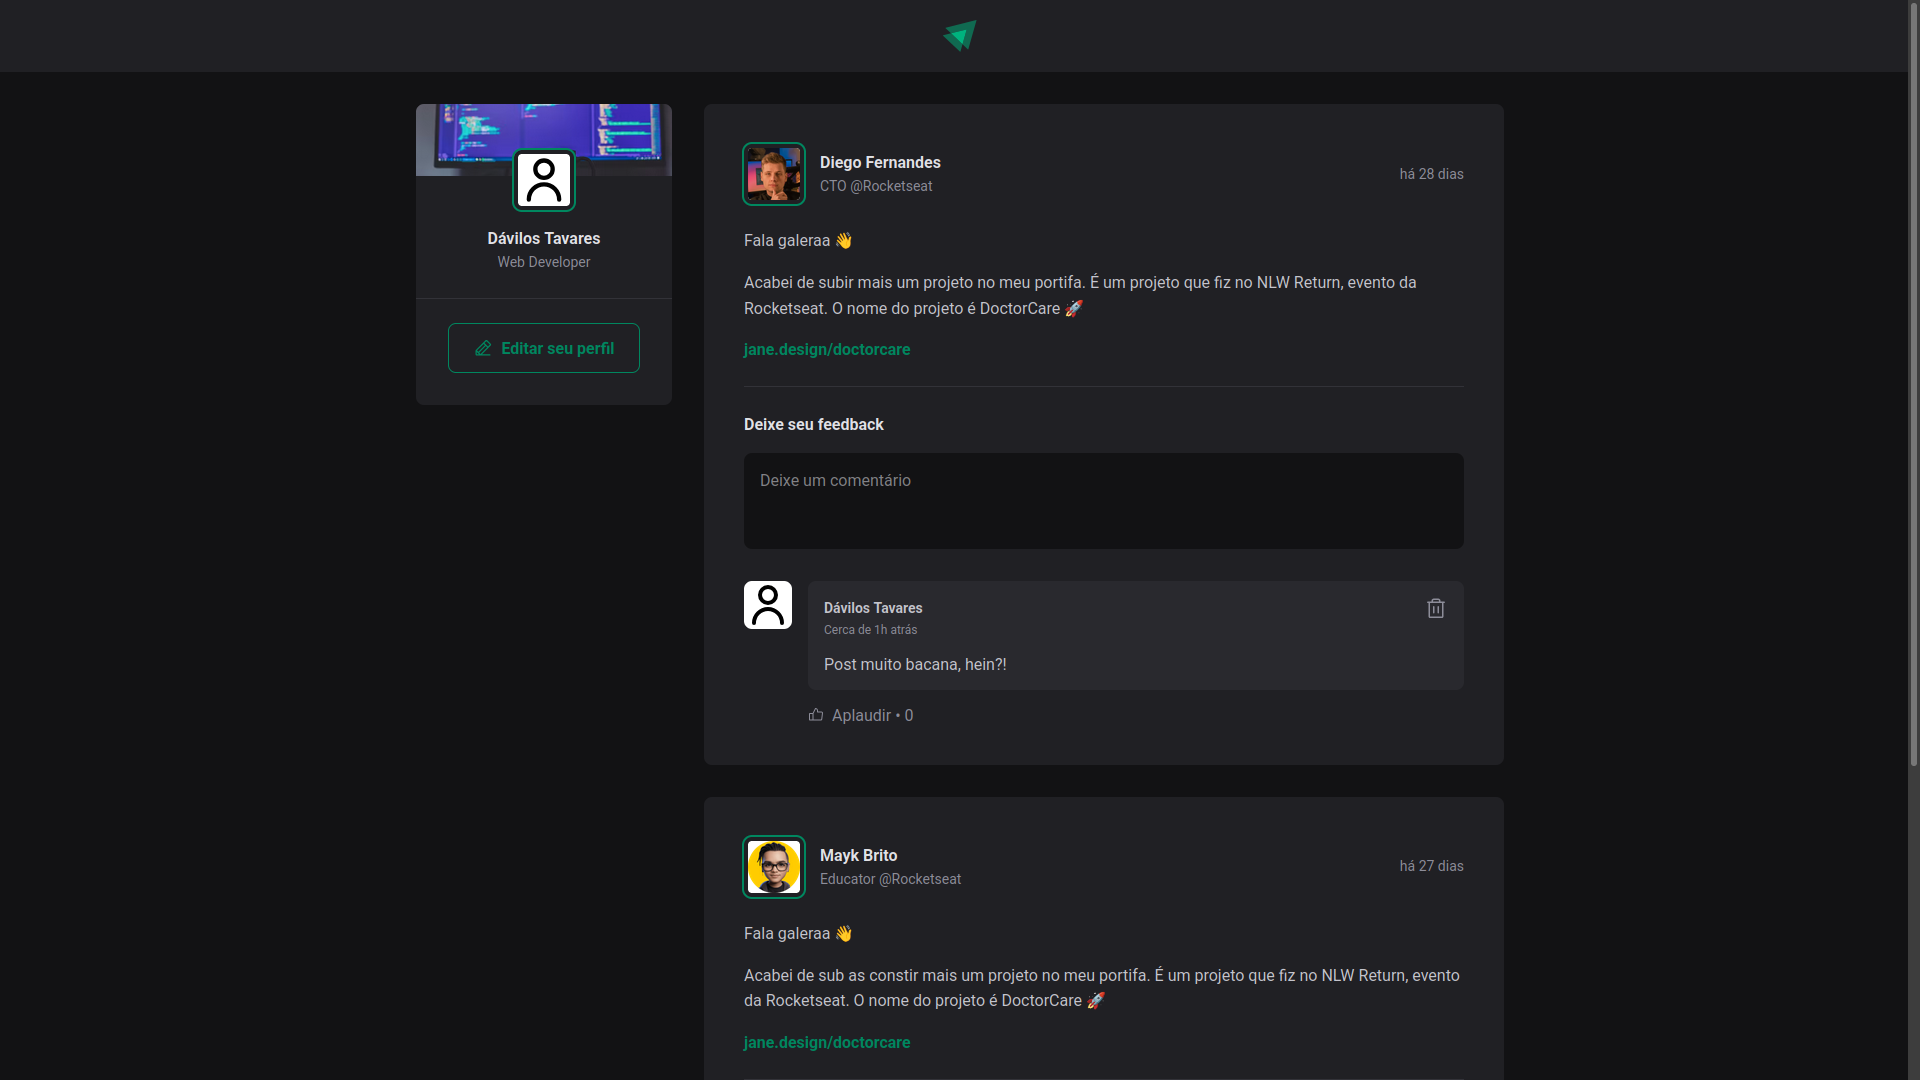 Dávilos Tavares
Web Developer
Editar seu perfil
Diego Fernandes
CTO @Rocketseat
há 28 dias
Fala galeraa 👋
Acabei de subir mais um projeto no meu portifa. É um projeto que fiz no NLW Return, evento da
Rocketseat. O nome do projeto é DoctorCare 🚀
jane.design/doctorcare
Deixe seu feedback
Deixe um comentário
Dávilos Tavares
Cerca de 1h atrás
Post muito bacana, hein?!
Aplaudir • 0
Mayk Brito
Educator @Rocketseat
há 27 dias
Fala galeraa 👋
Acabei de sub as constir mais um projeto no meu portifa. É um projeto que fiz no NLW Return, evento
da Rocketseat. O nome do projeto é DoctorCare 🚀
jane.design/doctorcare